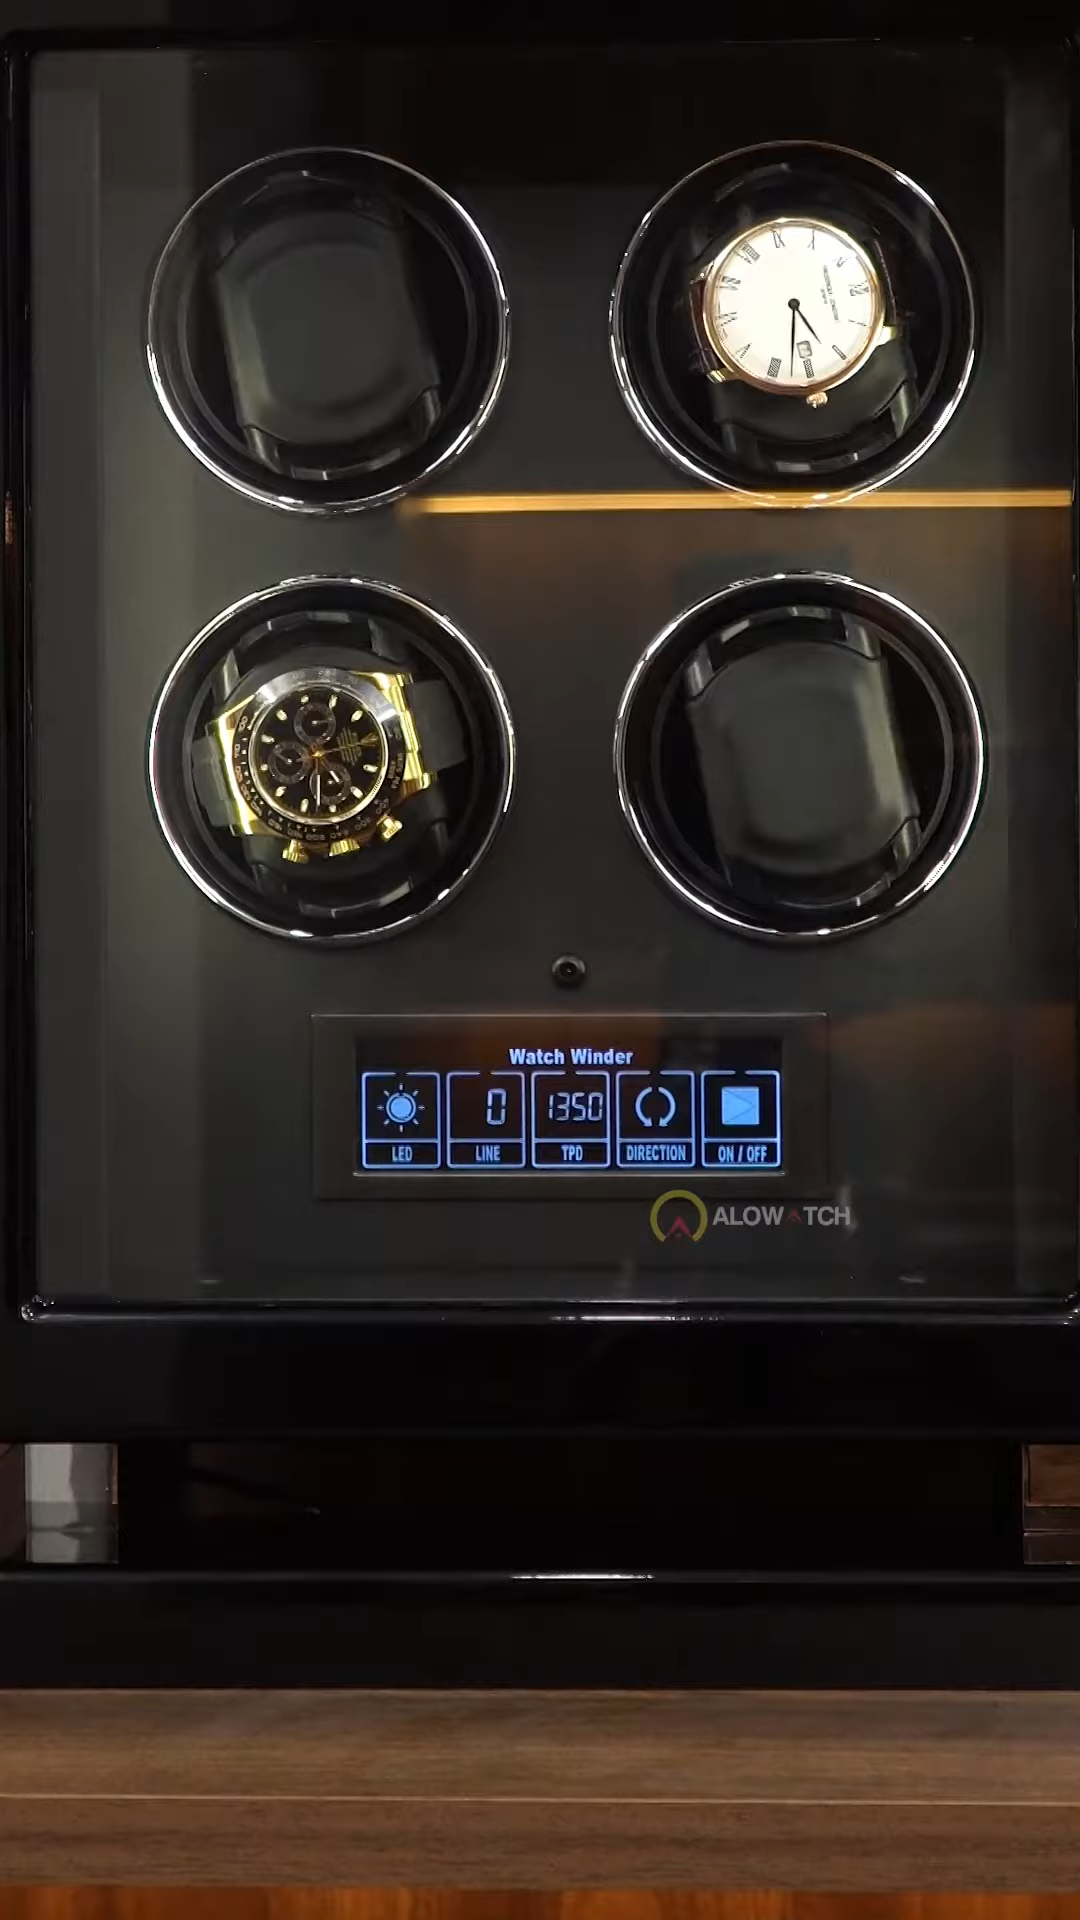 Watch Winder
0
1350
LED
LINE
TPD
DIRECTION
ON / OFF
ALOWATCH